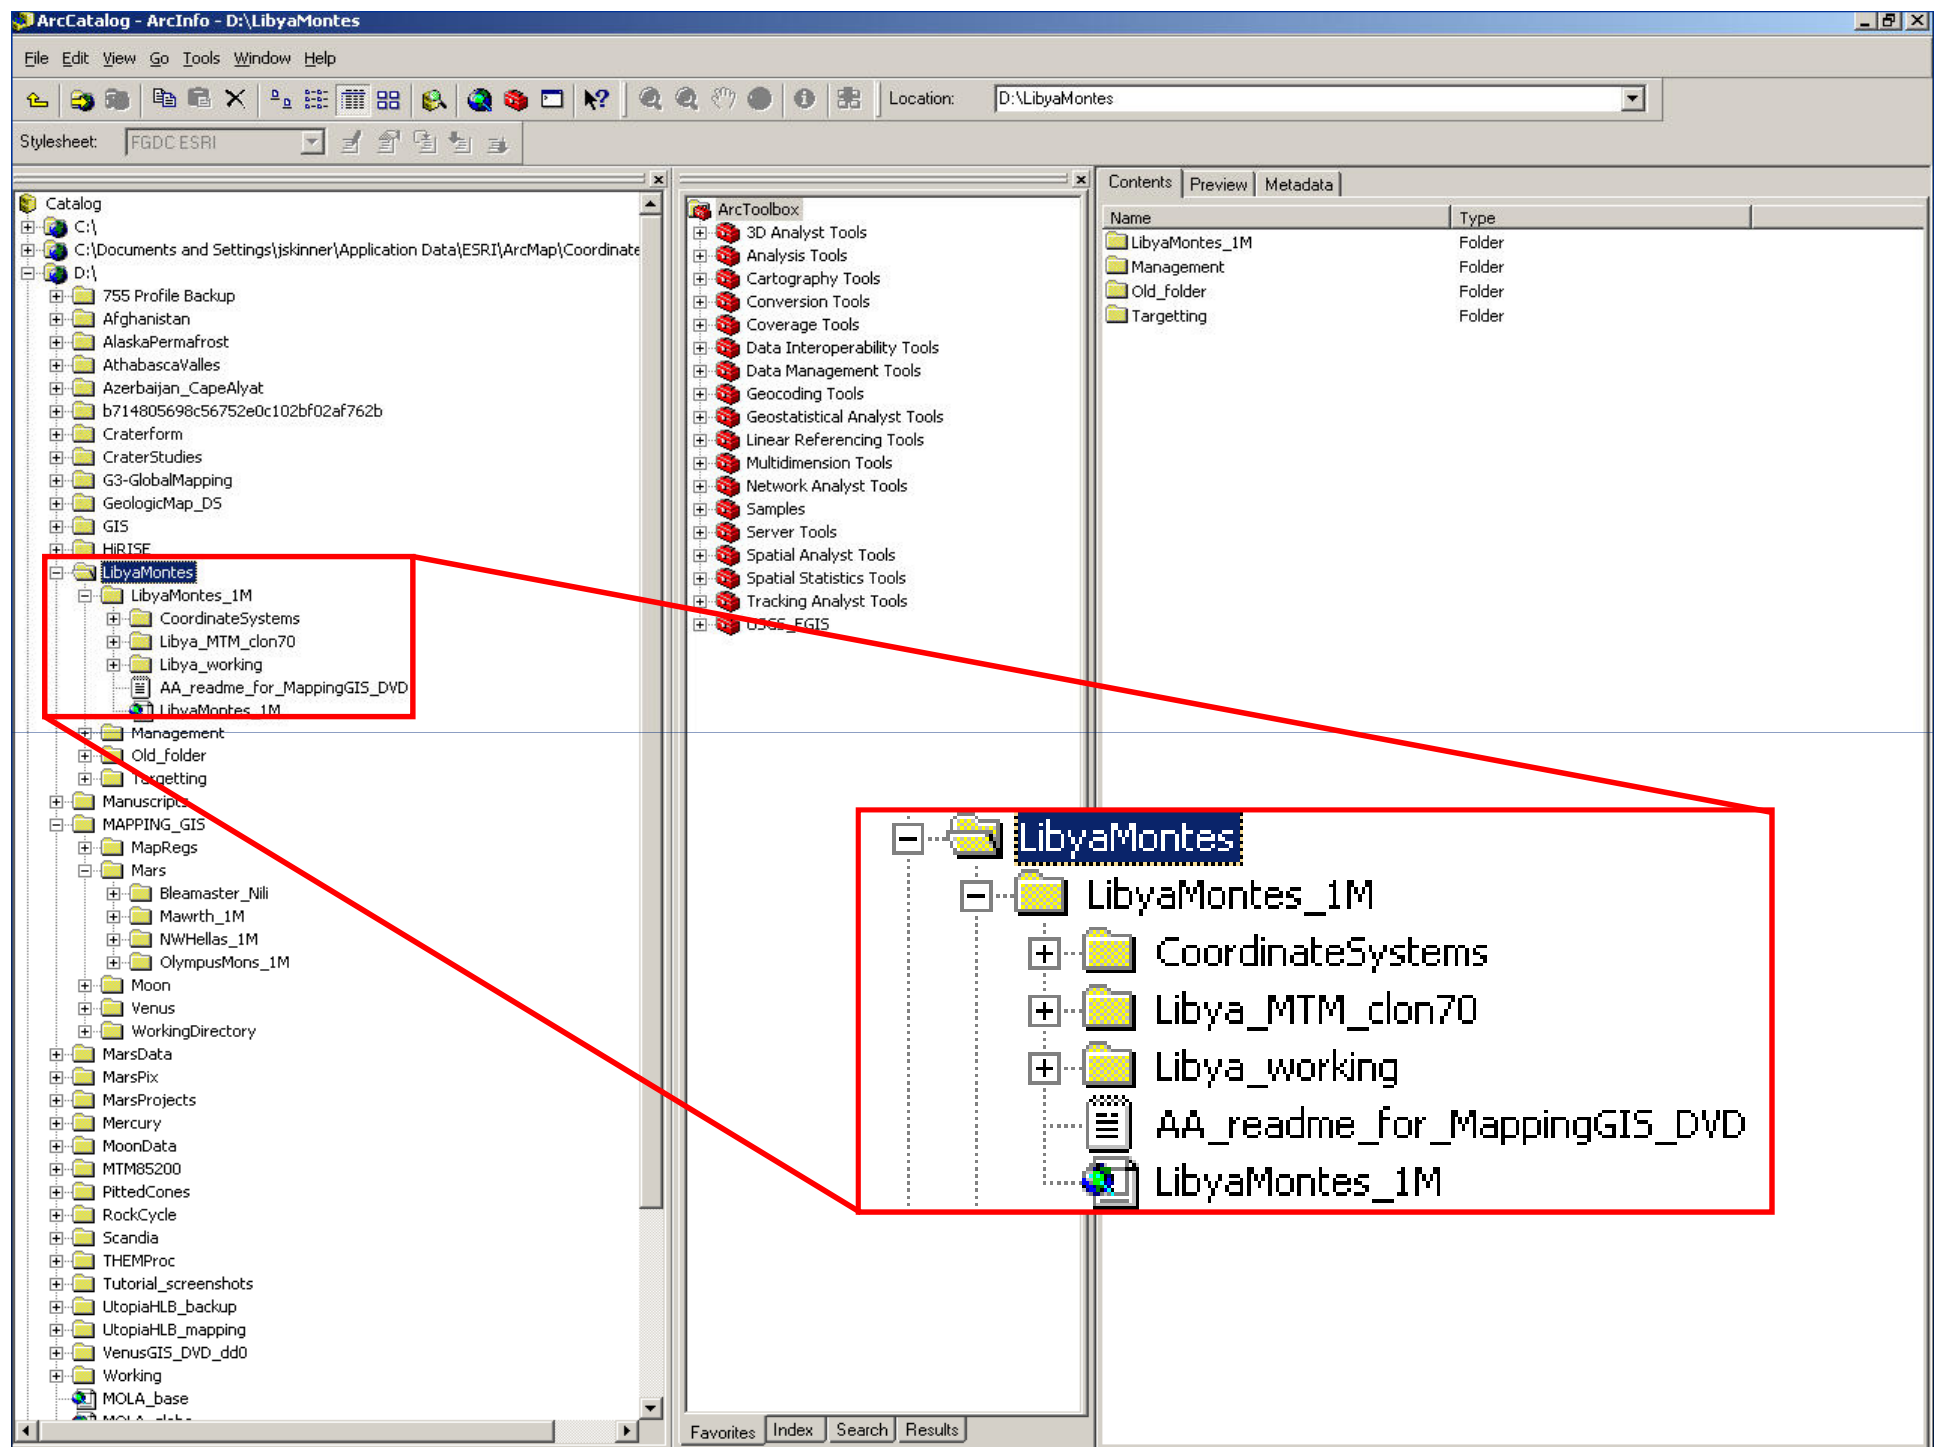 ArcCatalog - ArcInfo - D:\LibyaMontes
File Edit View Go Tools Window Help
Location: D:\LibyaMontes
Stylesheet: FGDC ESRI
Catalog
C:\
C:\Documents and Settings\jskinner\Application Data\ESRI\ArcMap\Coordinate
D:\
755 Profile Backup
Afghanistan
AlaskaPermafrost
AthabascaValles
Azerbaijan_CapeAlyat
b714805698c56752e0c102bf02af762b
Craterform
CraterStudies
G3-GlobalMapping
GeologicMap_DS
GIS
HiRISE
LibyaMontes
LibyaMontes_1M
CoordinateSystems
Libya_MTM_clon70
Libya_working
AA_readme_for_MappingGIS_DVD
LibyaMontes_1M
Management
Old_folder
Targetting
Manuscripts
MAPPING_GIS
MapRegs
Mars
Bleamaster_Nili
Mawrth_1M
NWHellas_1M
OlympusMons_1M
Moon
Venus
WorkingDirectory
MarsData
MarsPix
MarsProjects
Mercury
MoonData
MTM85200
PittedCones
RockCycle
Scandia
THEMProc
Tutorial_screenshots
UtopiaHLB_backup
UtopiaHLB_mapping
VenusGIS_DVD_dd0
Working
MOLA_base
ArcToolbox
3D Analyst Tools
Analysis Tools
Cartography Tools
Conversion Tools
Coverage Tools
Data Interoperability Tools
Data Management Tools
Geocoding Tools
Geostatistical Analyst Tools
Linear Referencing Tools
Multidimension Tools
Network Analyst Tools
Samples
Server Tools
Spatial Analyst Tools
Spatial Statistics Tools
Tracking Analyst Tools
Favorites Index Search Results
Contents Preview Metadata
Name Type
LibyaMontes_1M Folder
Management Folder
Old_folder Folder
Targetting Folder
LibyaMontes
LibyaMontes_1M
CoordinateSystems
Libya_MTM_clon70
Libya_working
AA_readme_for_MappingGIS_DVD
LibyaMontes_1M